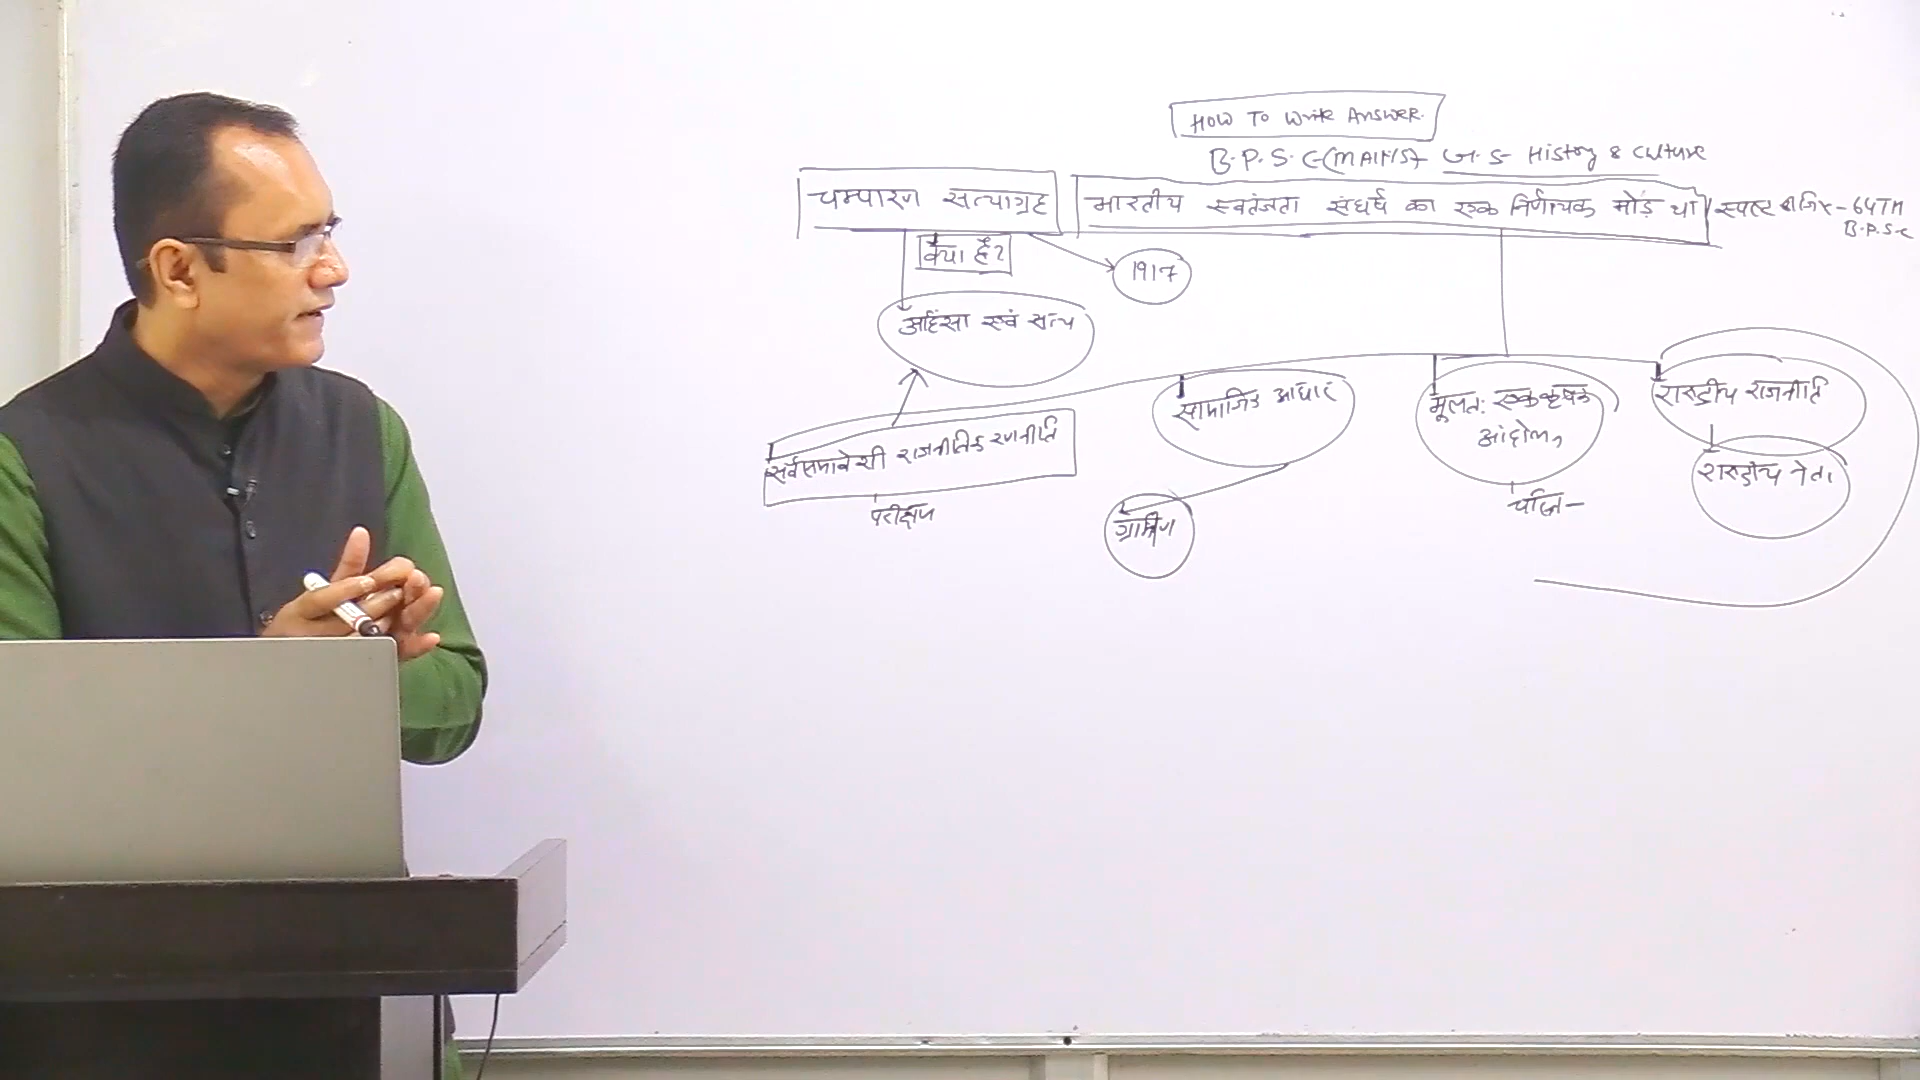 HOW TO WRITE ANSWER.
B.P.S.C-(MAINS)- G.S- History & Culture
चम्पारण सत्याग्रह भारतीय स्वतंत्रता संघर्ष का एक निर्णायक मोड़ था स्पष्ट कीजिए - 64TH
B.P.S.C
क्या है?
1917
अहिंसा एवं सत्य
सर्वसमावेशी राजनीतिक रणनीति
परीक्षण
सामाजिक आधार
ग्रामीण
मूलतः एक कृषक
आंदोलन
राष्ट्रीय राजनीति
राष्ट्रीय नेता